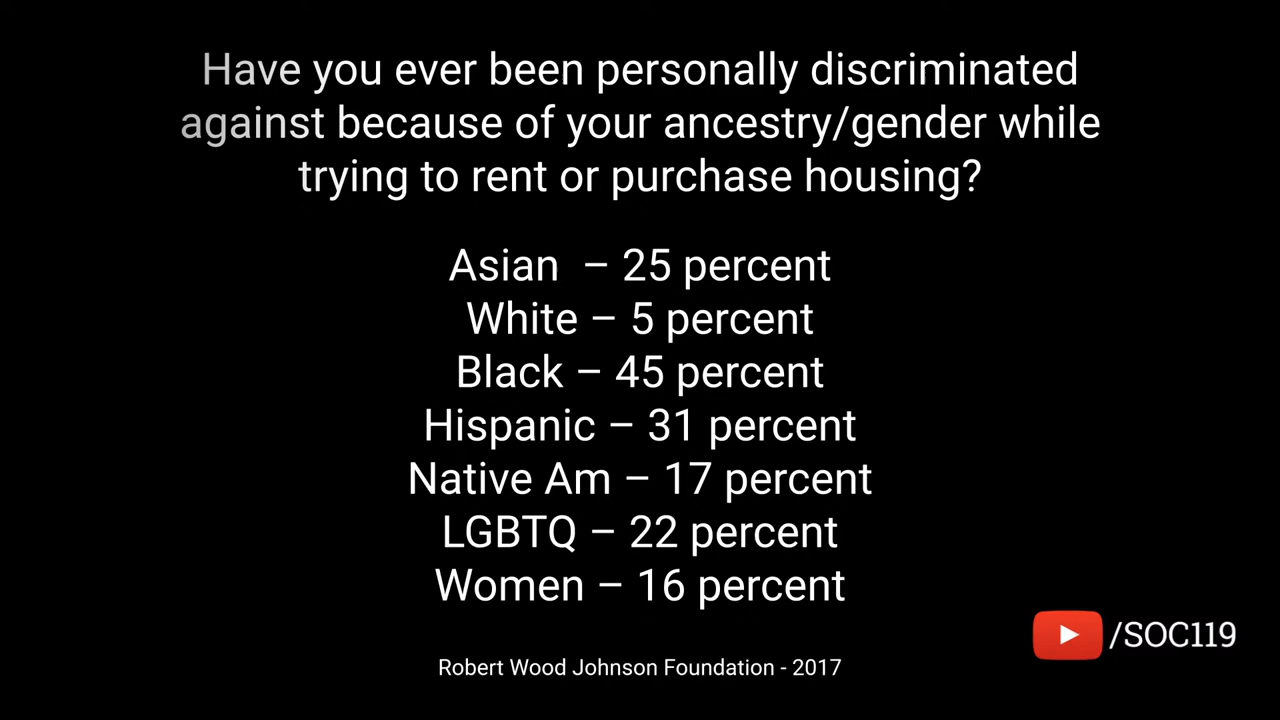 Have you ever been personally discriminated
against because of your ancestry/gender while
trying to rent or purchase housing?
Asian – 25 percent
White – 5 percent
Black – 45 percent
Hispanic – 31 percent
Native Am – 17 percent
LGBTQ – 22 percent
Women – 16 percent
/SOC119
Robert Wood Johnson Foundation - 2017